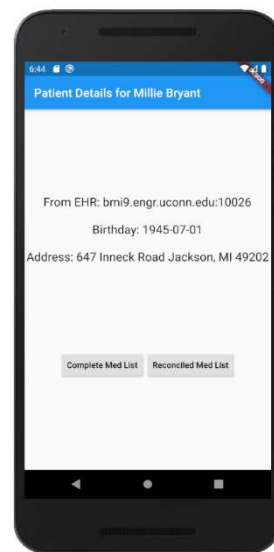 6:44
DEBUG
Patient Details for Millie Bryant
From EHR: bmi9.engr.uconn.edu:10026
Birthday: 1945-07-01
Address: 647 Inneck Road Jackson, MI 49202
Complete Med List Reconciled Med List